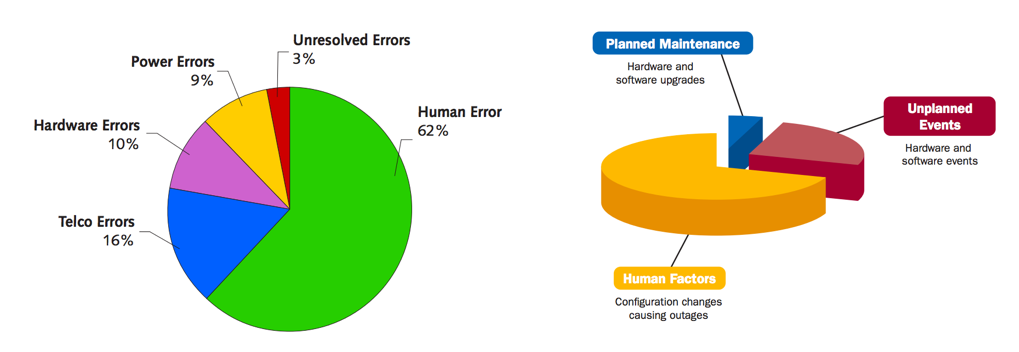 Unresolved Errors
3%
Power Errors
9%
Human Error
62%
Hardware Errors
10%
Telco Errors
16%
Planned Maintenance
Hardware and
software upgrades
Unplanned
Events
Hardware and
software events
Human Factors
Configuration changes
causing outages